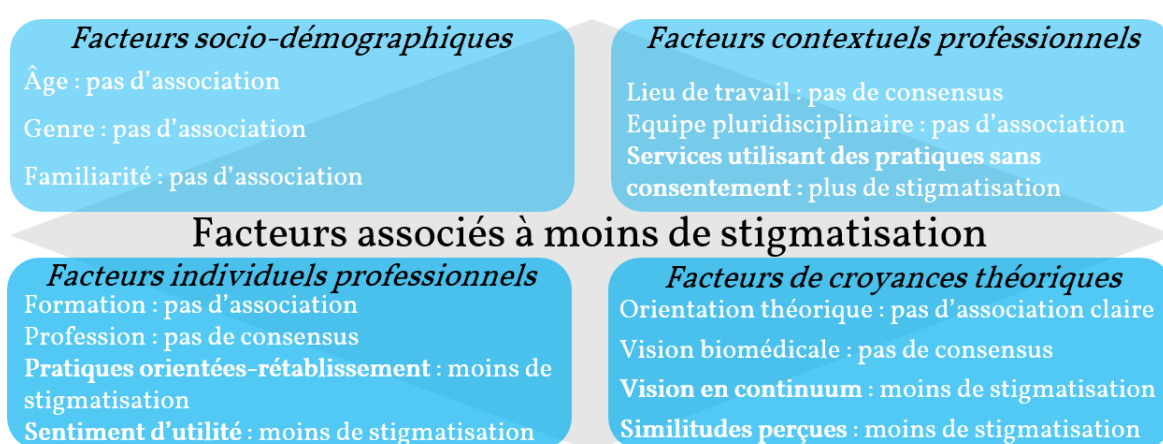 Facteurs socio-démographiques
Âge : pas d'association
Genre : pas d'association
Familiarité : pas d'association
Facteurs contextuels professionnels
Lieu de travail : pas de consensus
Equipe pluridisciplinaire : pas d'association
Services utilisant des pratiques sans
consentement : plus de stigmatisation
Facteurs associés à moins de stigmatisation
Facteurs individuels professionnels
Formation : pas d'association
Profession : pas de consensus
Pratiques orientées-rétablissement : moins de
stigmatisation
Sentiment d'utilité : moins de stigmatisation
Facteurs de croyances théoriques
Orientation théorique : pas d'association claire
Vision biomédicale : pas de consensus
Vision en continuum : moins de stigmatisation
Similitudes perçues : moins de stigmatisation